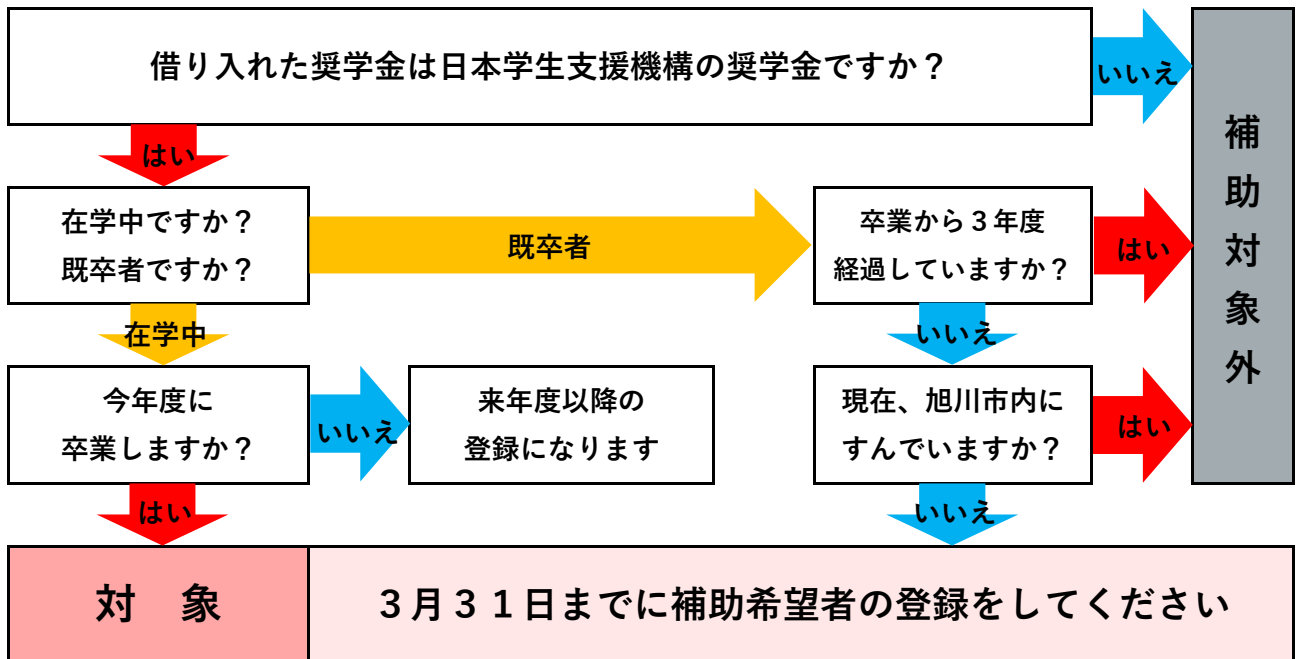 借り入れた奨学金は日本学生支援機構の奨学金ですか？
いいえ
補助対象外
はい
在学中ですか？
既卒者ですか？
既卒者
卒業から３年度
経過していますか？
はい
在学中
いいえ
今年度に
卒業しますか？
いいえ
来年度以降の
登録になります
現在、旭川市内に
すんでいますか？
はい
はい
いいえ
対　象
３月３１日までに補助希望者の登録をしてください